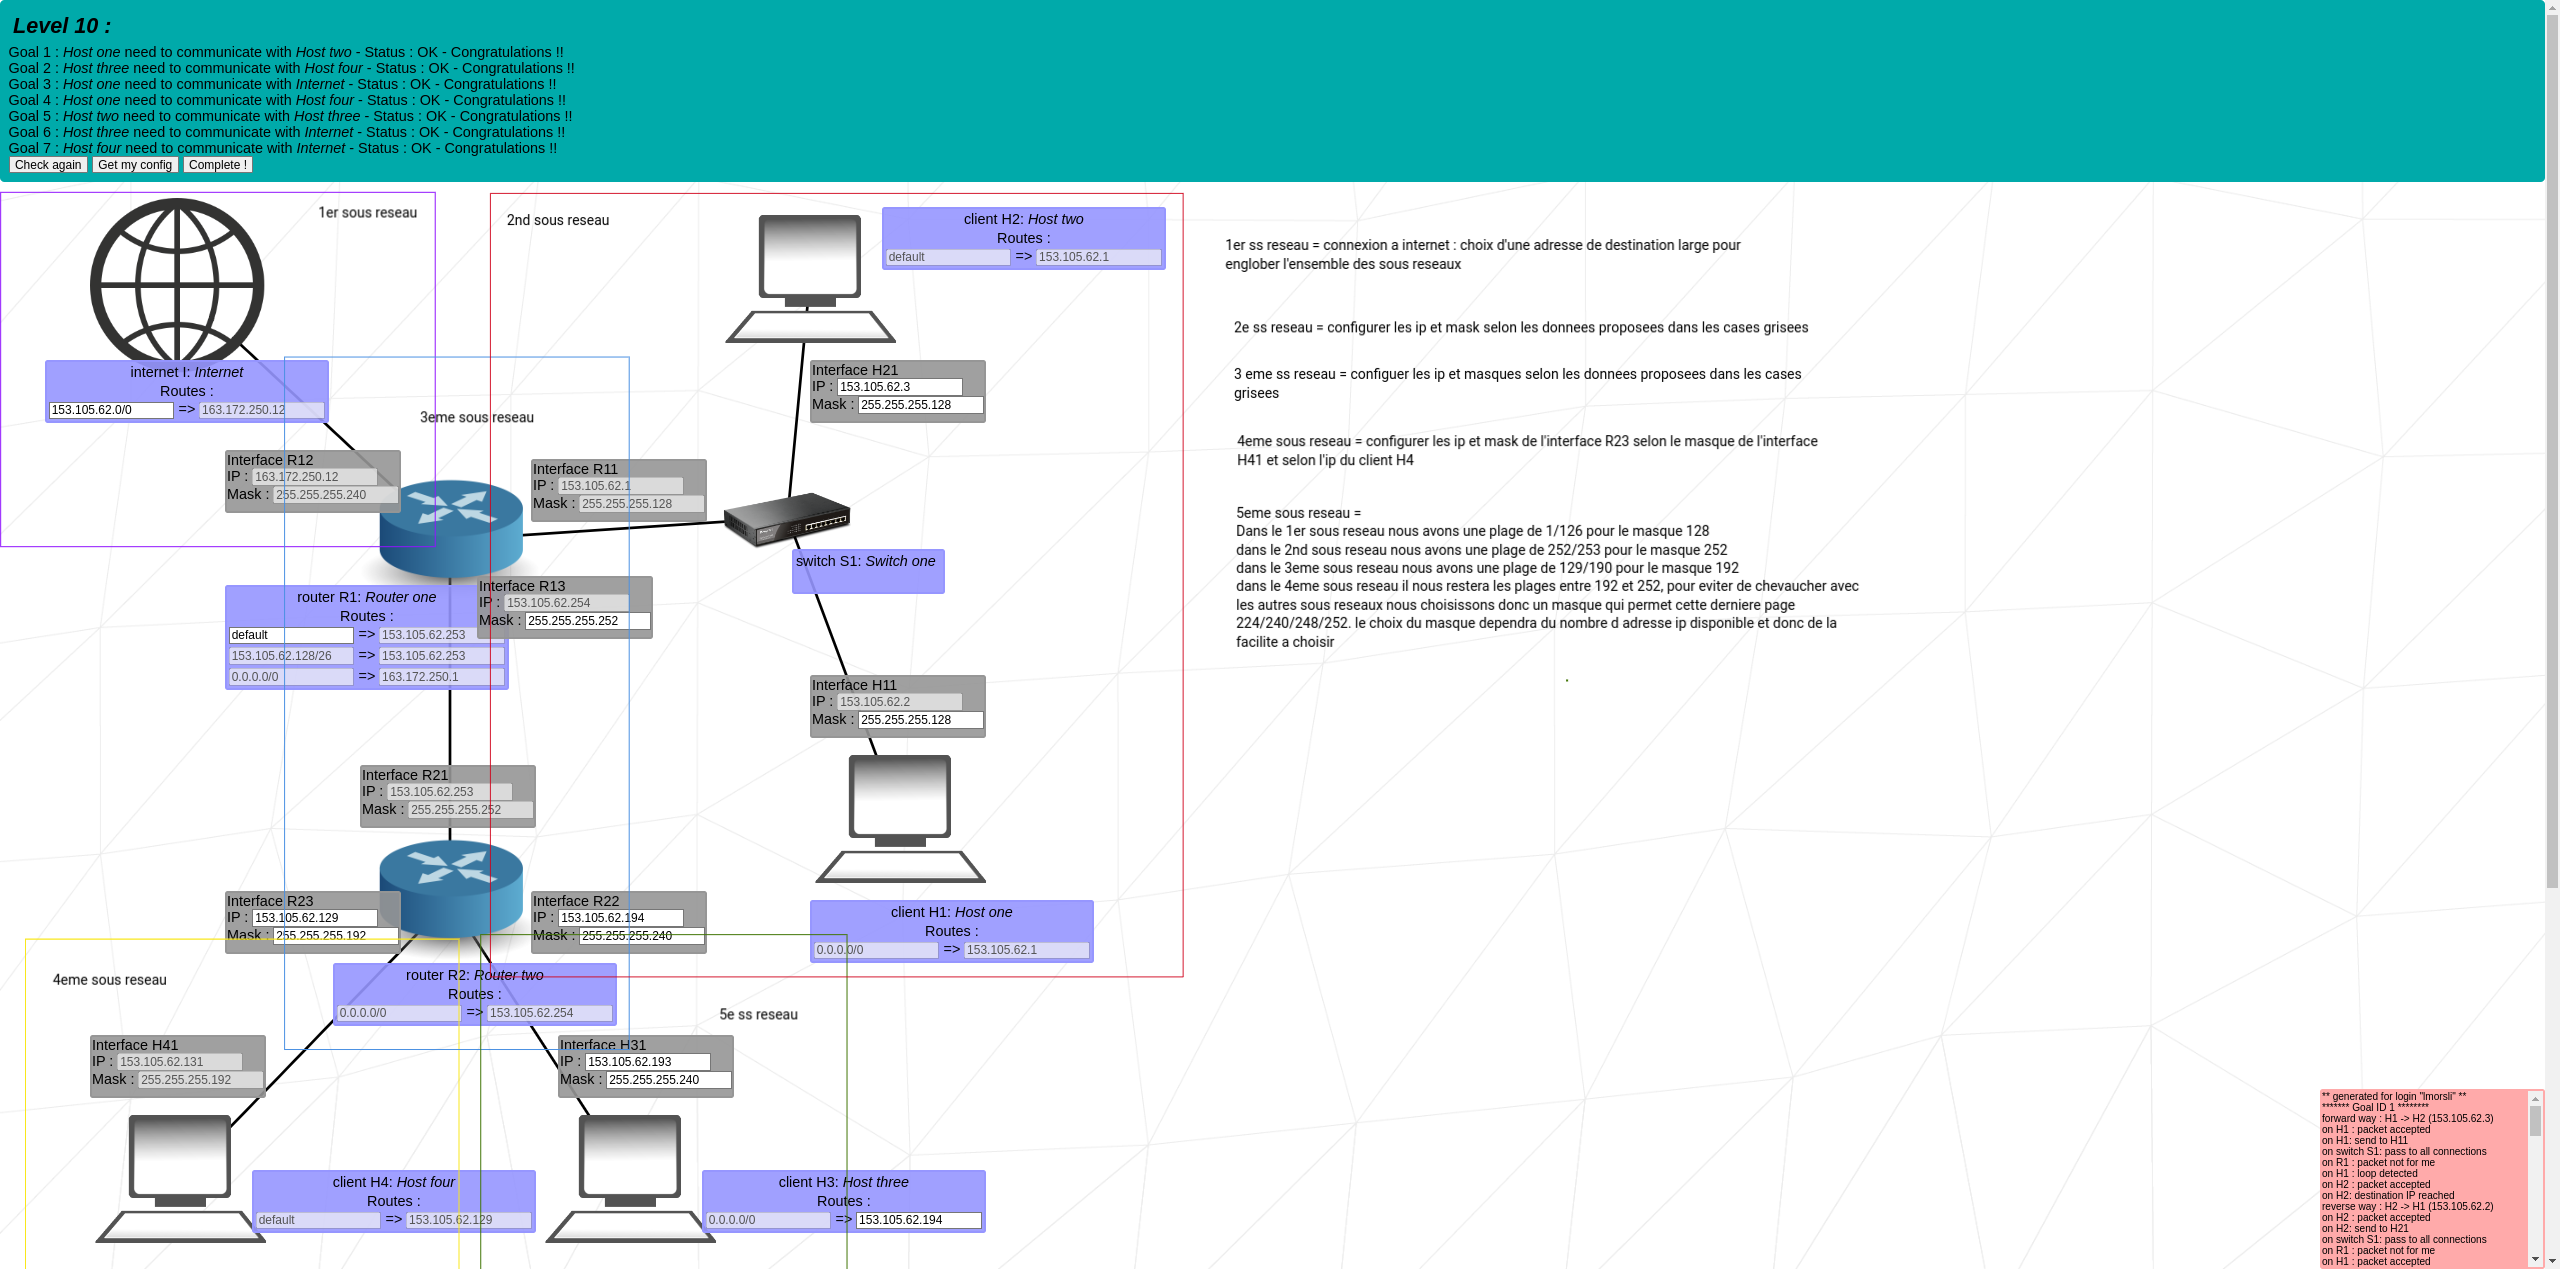 Level 10 :
Goal 1 : Host one need to communicate with Host two - Status : OK - Congratulations !!
Goal 2 : Host three need to communicate with Host four - Status : OK - Congratulations !!
Goal 3 : Host one need to communicate with Internet - Status : OK - Congratulations !!
Goal 4 : Host one need to communicate with Host four - Status : OK - Congratulations !!
Goal 5 : Host two need to communicate with Host three - Status : OK - Congratulations !!
Goal 6 : Host three need to communicate with Internet - Status : OK - Congratulations !!
Goal 7 : Host four need to communicate with Internet - Status : OK - Congratulations !!
Check again Get my config Complete !
1er sous reseau
2nd sous reseau
client H2: Host two
Routes :
default => 153.105.62.1
internet I: Internet
Routes :
153.105.62.0/0 => 163.172.250.12
3eme sous reseau
Interface H21
IP : 153.105.62.3
Mask : 255.255.255.128
Interface R12
IP : 163.172.250.12
Mask : 255.255.255.240
Interface R11
IP : 153.105.62.1
Mask : 255.255.255.128
switch S1: Switch one
Interface R13
IP : 153.105.62.254
Mask : 255.255.255.252
router R1: Router one
Routes :
default => 153.105.62.253
153.105.62.128/26 => 153.105.62.253
0.0.0.0/0 => 163.172.250.1
Interface H11
IP : 153.105.62.2
Mask : 255.255.255.128
Interface R21
IP : 153.105.62.253
Mask : 255.255.255.252
Interface R23
IP : 153.105.62.129
Mask : 255.255.255.192
Interface R22
IP : 153.105.62.194
Mask : 255.255.255.240
client H1: Host one
Routes :
0.0.0.0/0 => 153.105.62.1
4eme sous reseau
router R2: Router two
Routes :
0.0.0.0/0 => 153.105.62.254
5e ss reseau
Interface H41
IP : 153.105.62.131
Mask : 255.255.255.192
Interface H31
IP : 153.105.62.193
Mask : 255.255.255.240
client H4: Host four
Routes :
default => 153.105.62.129
client H3: Host three
Routes :
0.0.0.0/0 => 153.105.62.194
1er ss reseau = connexion a internet : choix d'une adresse de destination large pour
englober l'ensemble des sous reseaux
2e ss reseau = configurer les ip et mask selon les donnees proposees dans les cases grisees
3 eme ss reseau = configuer les ip et masques selon les donnees proposees dans les cases
grisees
4eme sous reseau = configurer les ip et mask de l'interface R23 selon le masque de l'interface
H41 et selon l'ip du client H4
5eme sous reseau =
Dans le 1er sous reseau nous avons une plage de 1/126 pour le masque 128
dans le 2nd sous reseau nous avons une plage de 252/253 pour le masque 252
dans le 3eme sous reseau nous avons une plage de 129/190 pour le masque 192
dans le 4eme sous reseau il nous restera les plages entre 192 et 252, pour eviter de chevaucher avec
les autres sous reseaux nous choisissons donc un masque qui permet cette derniere page
224/240/248/252. le choix du masque dependra du nombre d adresse ip disponible et donc de la
facilite a choisir
** generated for login "lmorsli" **
******* Goal ID 1 ********
forward way : H1 -> H2 (153.105.62.3)
on H1 : packet accepted
on H1: send to H11
on switch S1: pass to all connections
on R1 : packet not for me
on H1 : loop detected
on H2 : packet accepted
on H2: destination IP reached
reverse way : H2 -> H1 (153.105.62.2)
on H2 : packet accepted
on H2: send to H21
on switch S1: pass to all connections
on R1 : packet not for me
on H1 : packet accepted